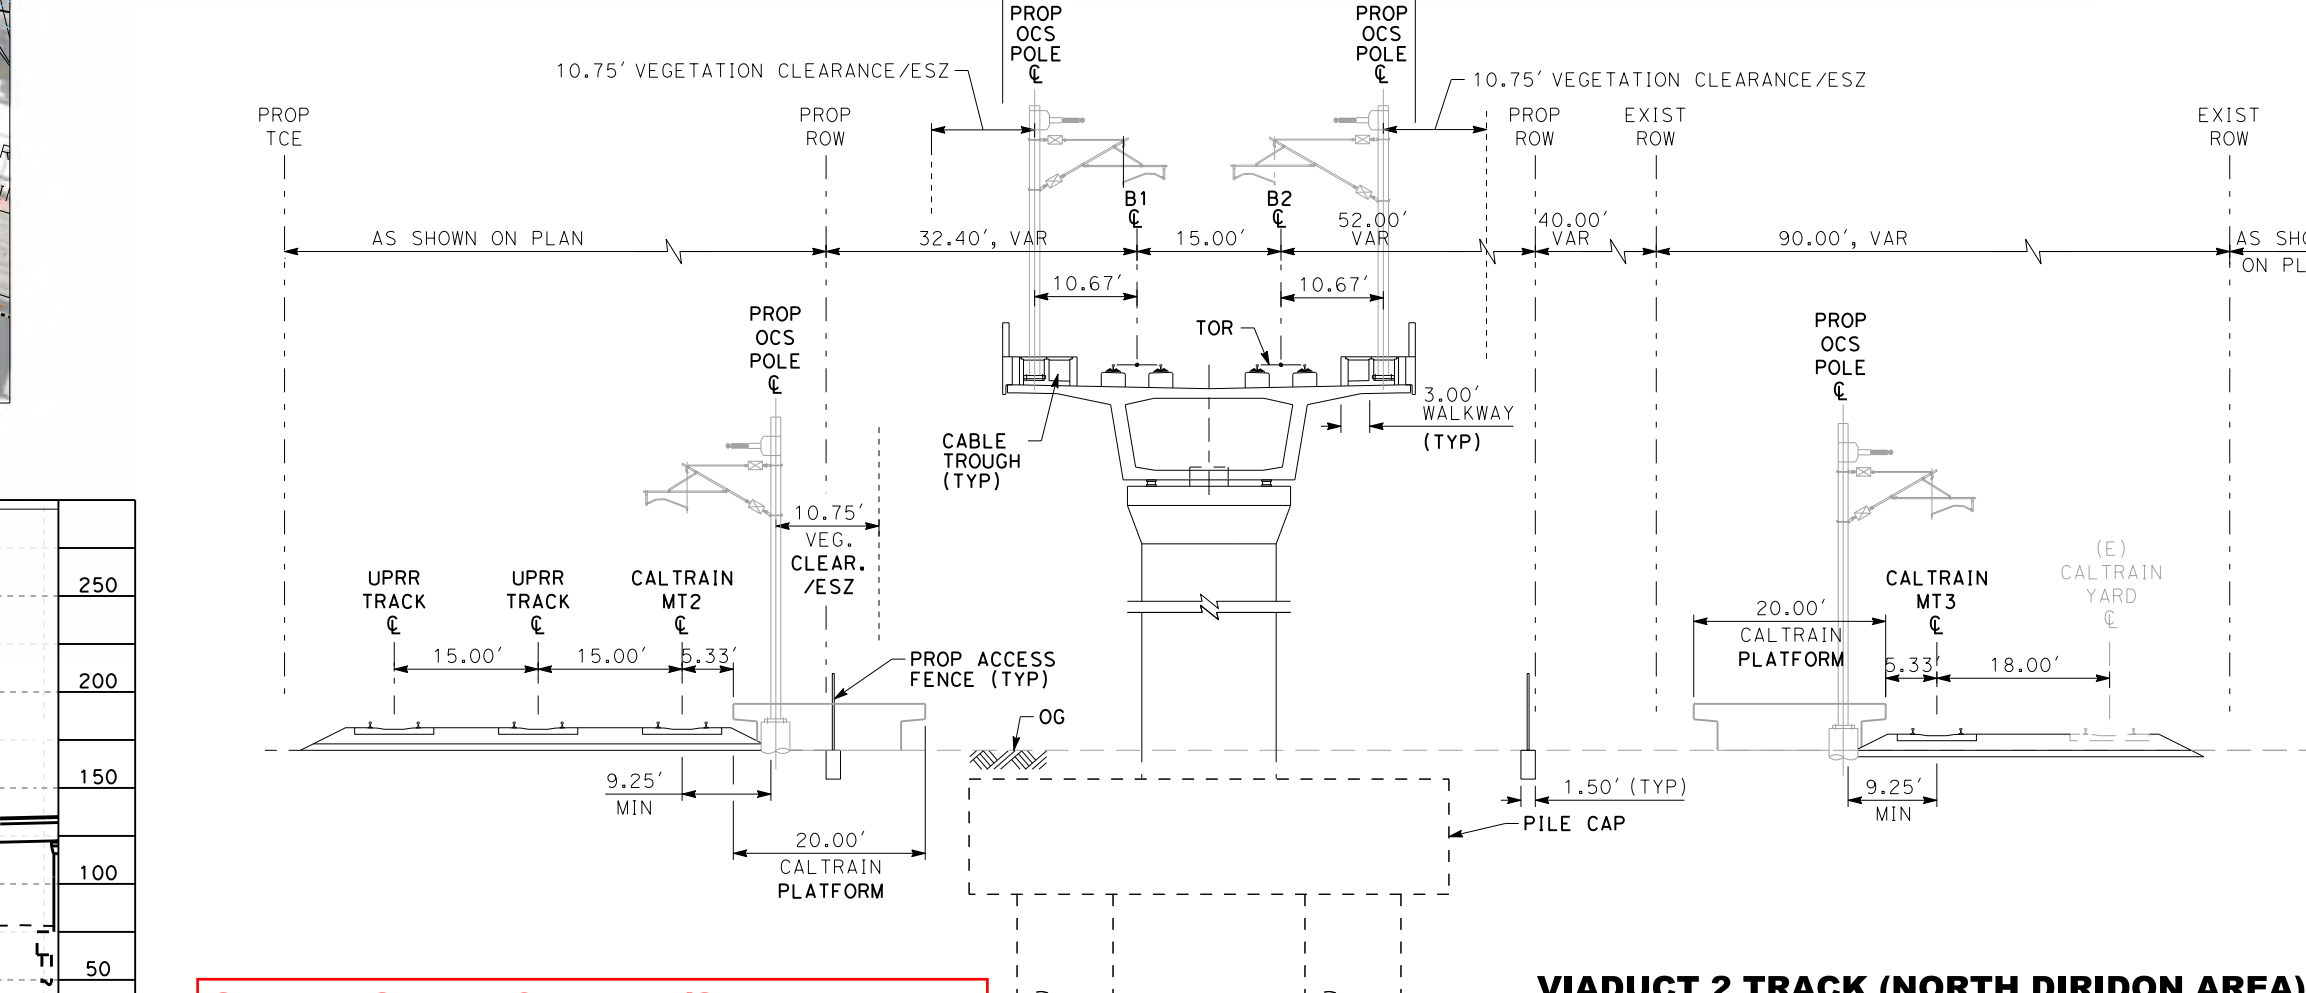 PROP
OCS
POLE
℄
PROP
OCS
POLE
℄
10.75' VEGETATION CLEARANCE/ESZ
10.75' VEGETATION CLEARANCE/ESZ
PROP
TCE
PROP
ROW
PROP
ROW
EXIST
ROW
EXIST
ROW
B1
℄
B2
℄
AS SHOWN ON PLAN
32.40', VAR
15.00'
52.00'
VAR
40.00'
VAR
90.00', VAR
ON PL
10.67'
10.67'
TOR
PROP
OCS
POLE
℄
PROP
OCS
POLE
℄
3.00'
WALKWAY
(TYP)
CABLE
TROUGH
(TYP)
10.75'
VEG.
CLEAR.
/ESZ
UPRR
TRACK
℄
UPRR
TRACK
℄
CALTRAIN
MT2
℄
CALTRAIN
MT3
℄
(E)
CALTRAIN
YARD
℄
15.00'
15.00'
5.33'
20.00'
CALTRAIN
PLATFORM
5.33'
18.00'
PROP ACCESS
FENCE (TYP)
OG
9.25'
MIN
20.00'
CALTRAIN
PLATFORM
1.50' (TYP)
PILE CAP
9.25'
MIN
250
200
150
100
50
VIADUCT 2 TRACK (NORTH DIRIDON AREA)